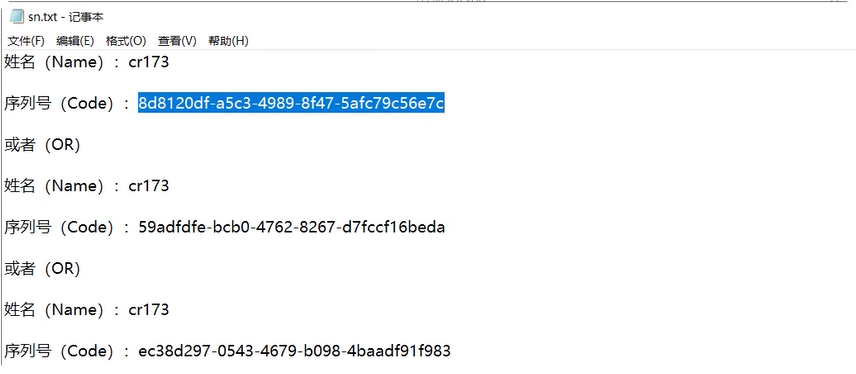 sn.txt - 记事本
文件(F) 编辑(E) 格式(O) 查看(V) 帮助(H)
姓名（Name）：cr173
序列号（Code）：8d8120df-a5c3-4989-8f47-5afc79c56e7c
或者（OR）
姓名（Name）：cr173
序列号（Code）：59adfdfe-bcb0-4762-8267-d7fccf16beda
或者（OR）
姓名（Name）：cr173
序列号（Code）：ec38d297-0543-4679-b098-4baadf91f983